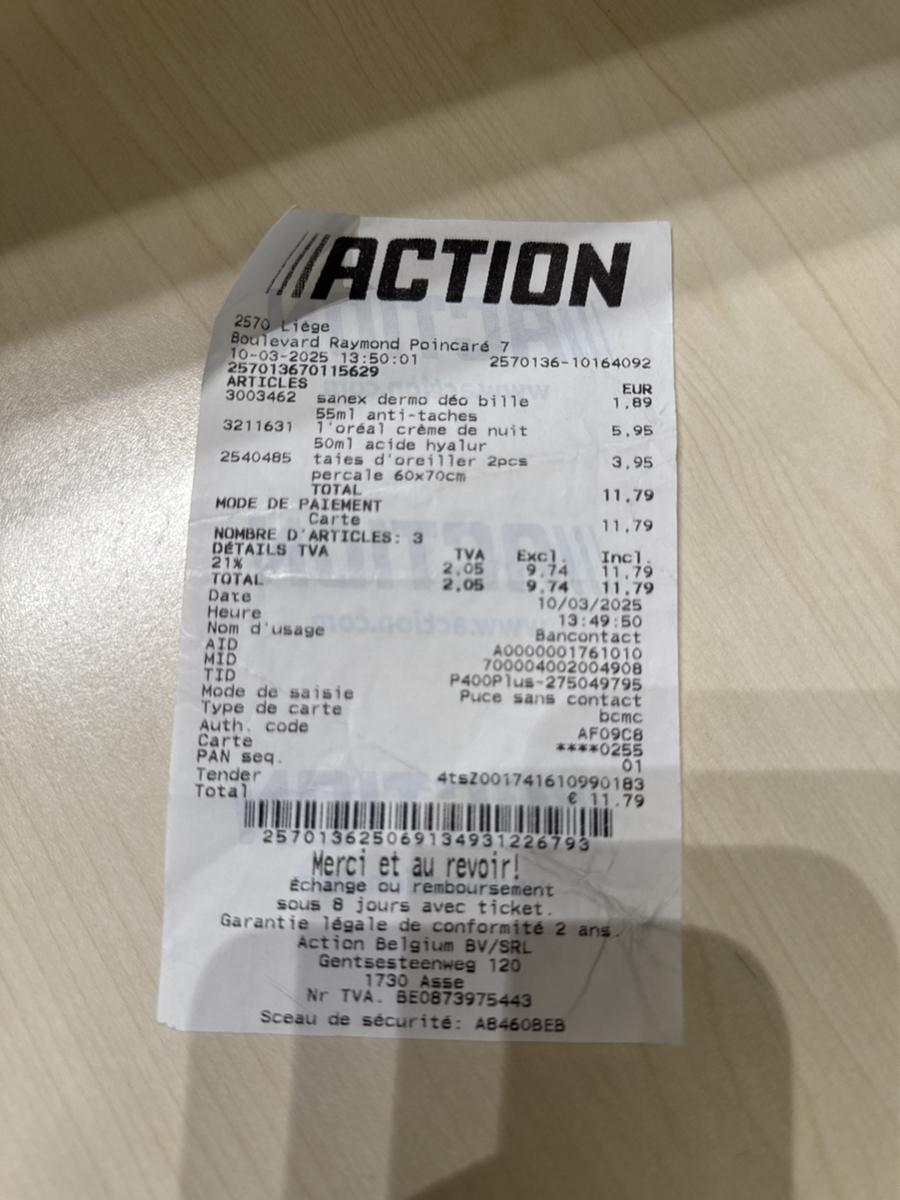 ACTION
2570 Liège
Boulevard Raymond Poincaré 7
10-03-2025 13:50:01 2570136-10164092
257013670115629
ARTICLES EUR
3003462 sanex dermo déo bille 1,89
55ml anti-taches
3211631 l'oréal crème de nuit 5,95
50ml acide hyalur
2540485 taies d'oreiller 2pcs 3,95
percale 60x70cm
TOTAL 11,79
MODE DE PAIEMENT
Carte 11,79
NOMBRE D'ARTICLES: 3
DÉTAILS TVA TVA Excl. Incl.
21% 2,05 9,74 11,79
TOTAL 2,05 9,74 11,79
Date 10/03/2025
Heure 13:49:50
Nom d'usage Bancontact
AID A0000001761010
MID 700004002004908
TID P400Plus-275049795
Mode de saisie Puce sans contact
Type de carte bcmc
Auth. code AF09C8
Carte ****0255
PAN seq. 01
Tender 4tsZ001741610990183
Total € 11.79
257013625069134931226793
Merci et au revoir!
Échange ou remboursement
sous 8 jours avec ticket.
Garantie légale de conformité 2 ans.
Action Belgium BV/SRL
Gentsesteenweg 120
1730 Asse
Nr TVA. BE0873975443
Sceau de sécurité: A8460BEB